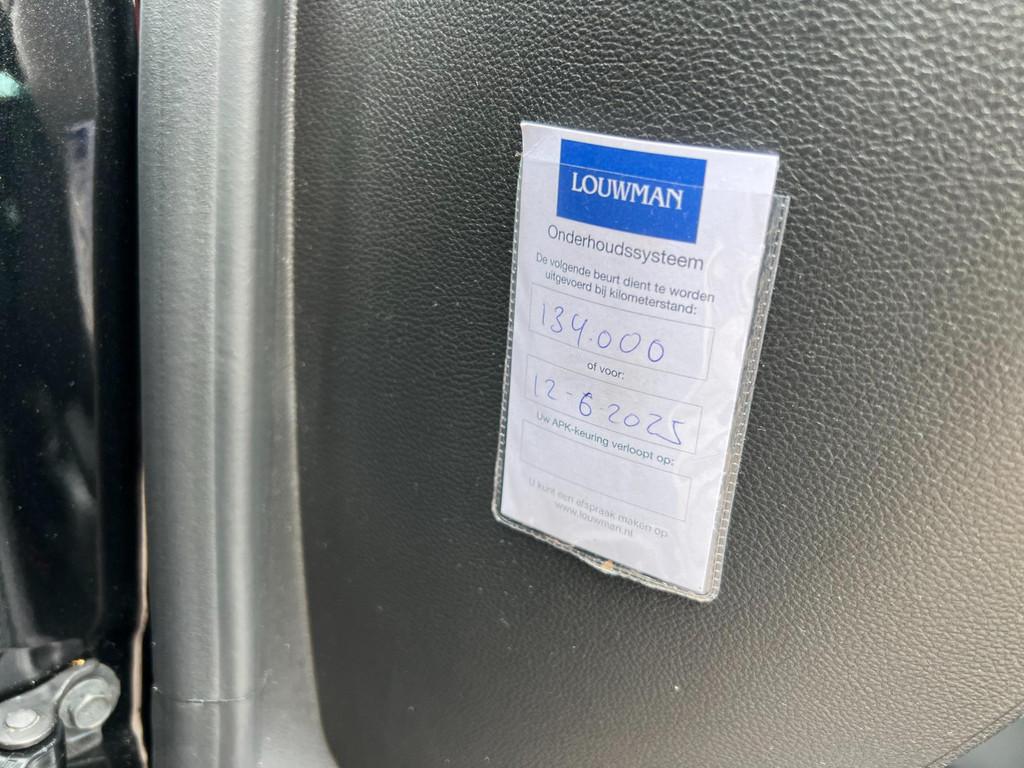 LOUWMAN
Onderhoudssysteem
De volgende beurt dient te worden
uitgevoerd bij kilometerstand:
134.000
of voor:
12-6-2025
Uw APK-keuring verloopt op:
U kunt een afspraak maken op
www.louwman.nl